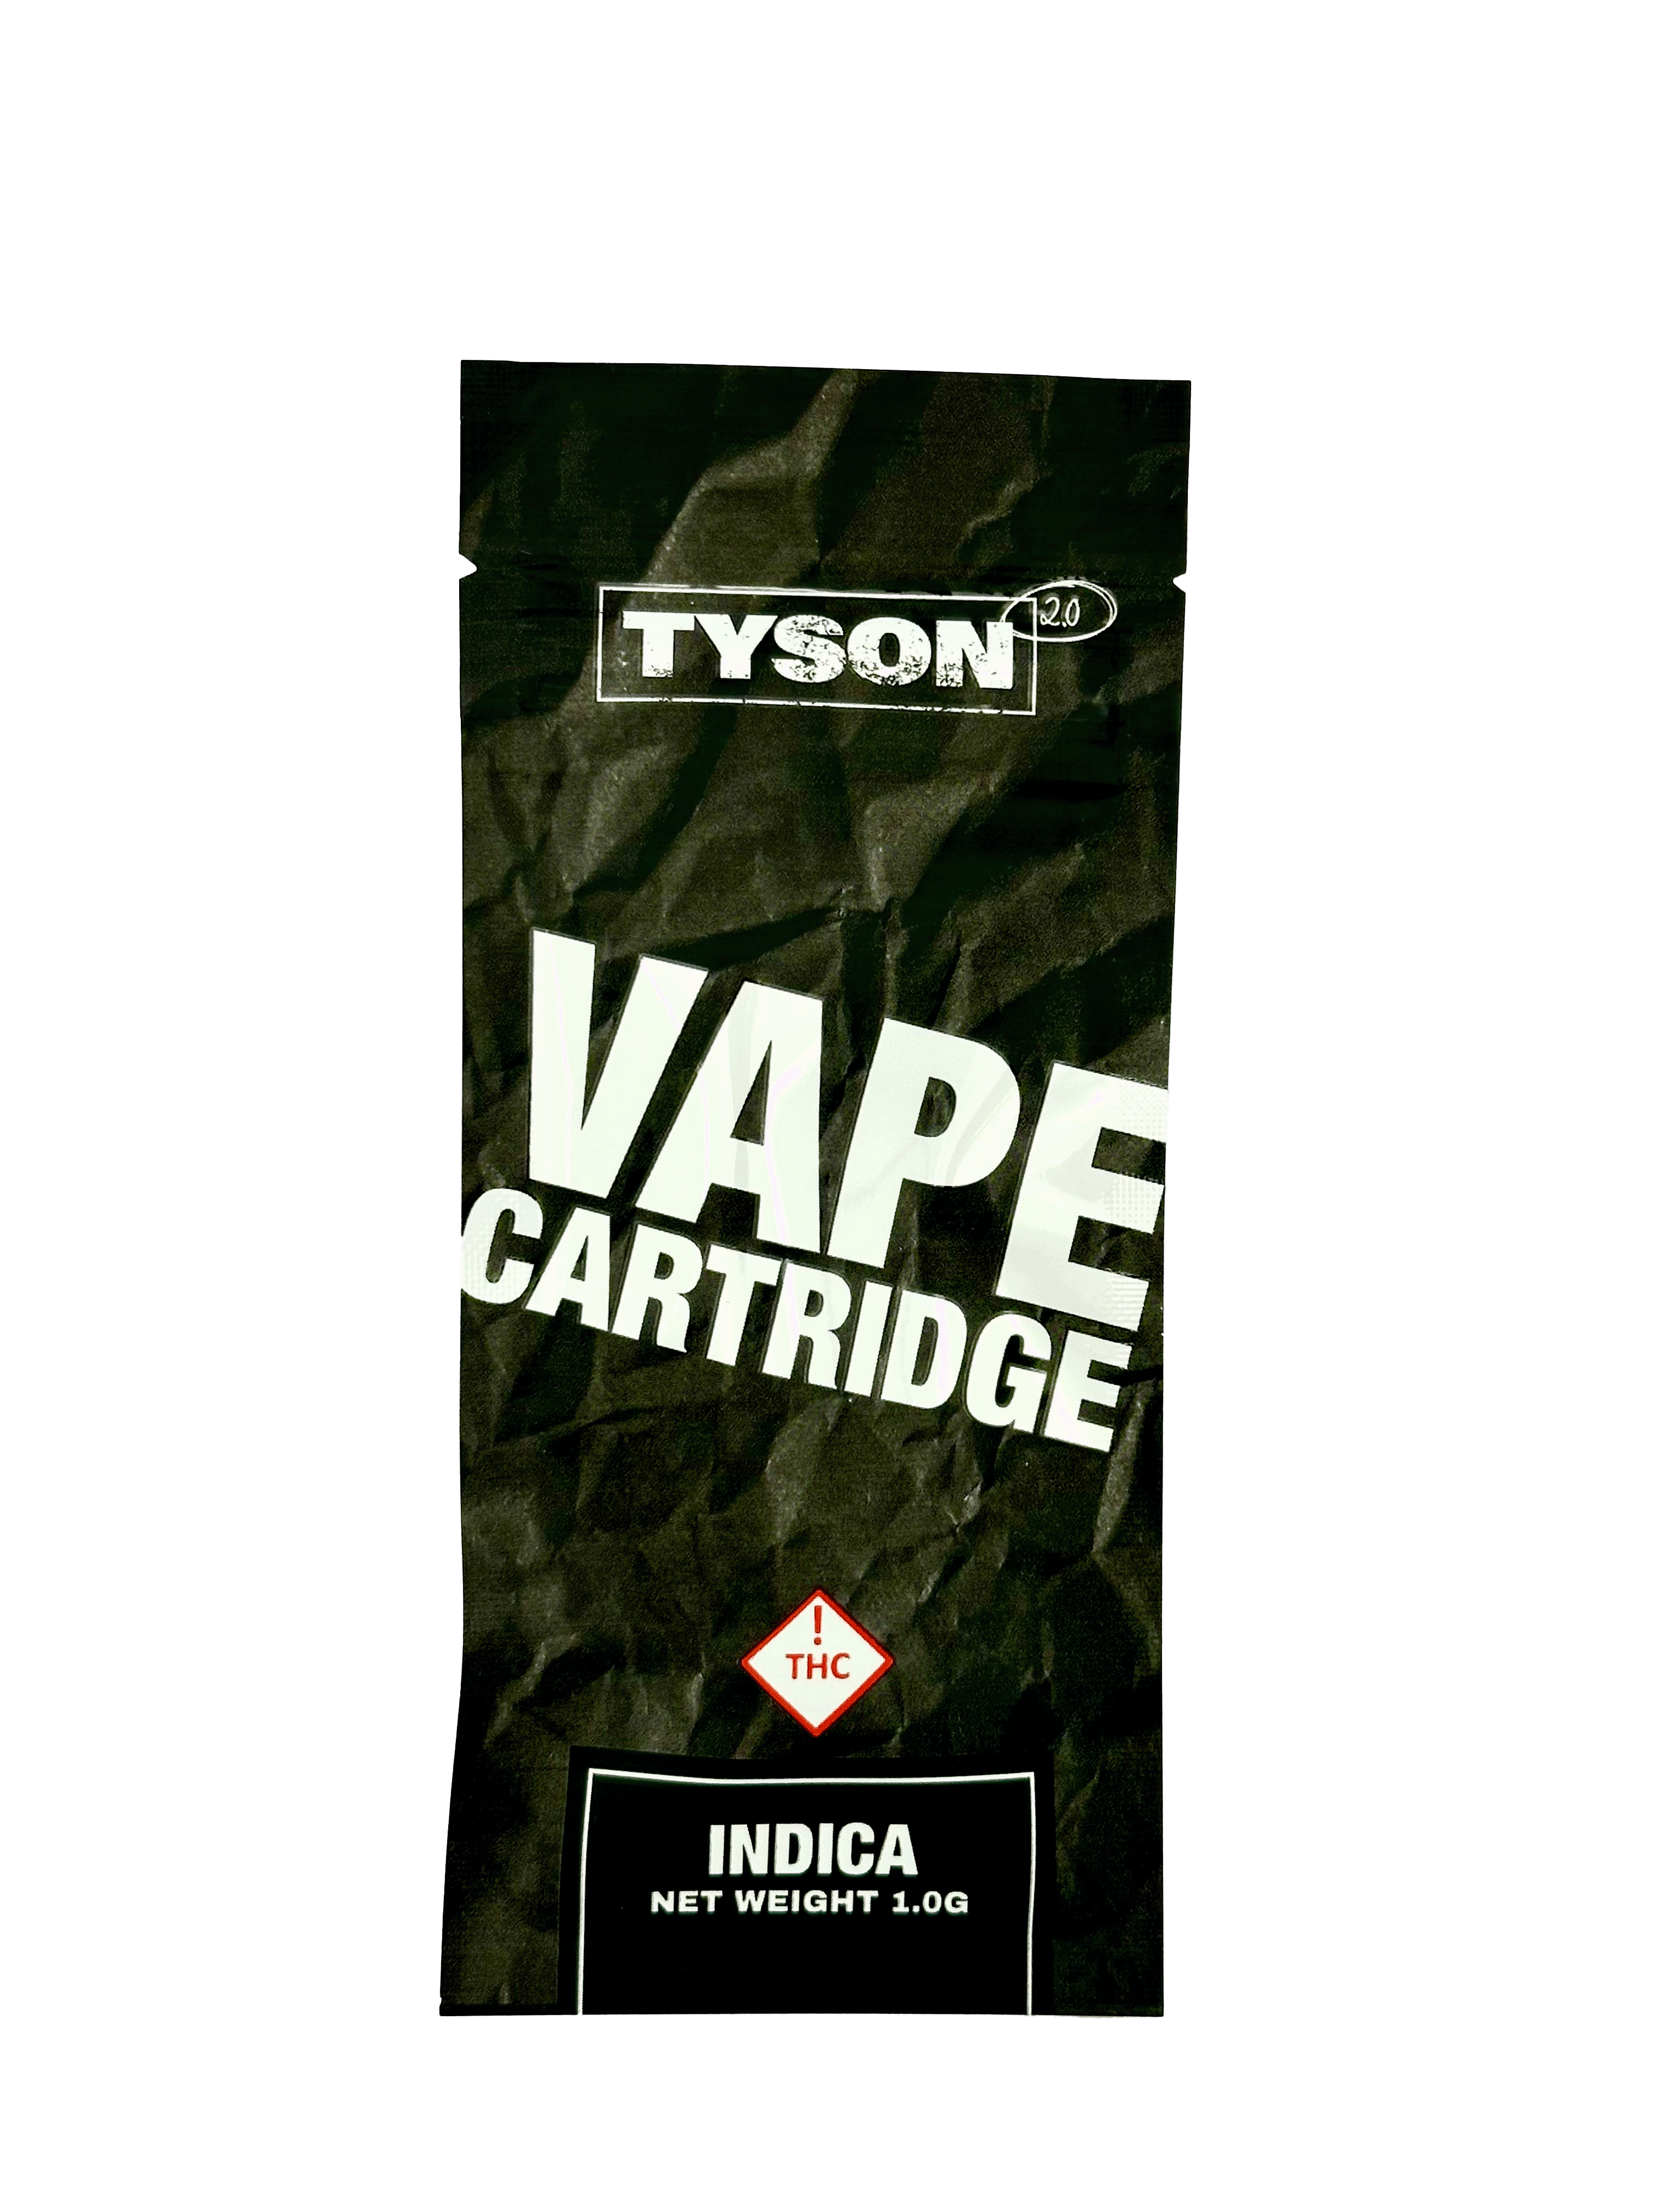 TYSON 2.0
VAPE
CARTRIDGE
!
THC
INDICA
NET WEIGHT 1.0G